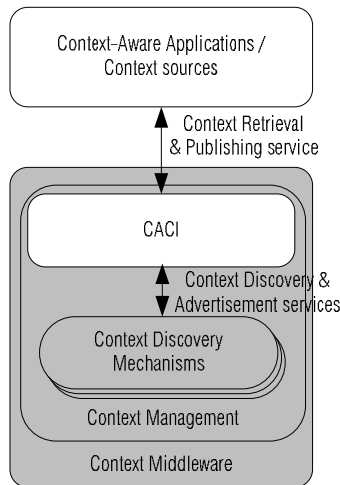 Context-Aware Applications /
Context sources
Context Retrieval
& Publishing service
CACI
Context Discovery &
Advertisement services
Context Discovery
Mechanisms
Context Management
Context Middleware